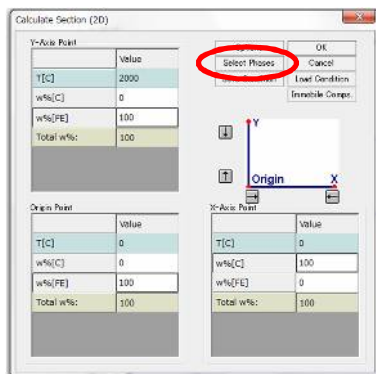 Calculate Section (2D)
Y-Axis Point
Value
T[C] 2000
w%[C] 0
w%[FE] 100
Total w%: 100
OK
Select Phases Cancel
Load Condition
Immobile Comps.
Y
Origin X
Origin Point
Value
T[C] 0
w%[C] 0
w%[FE] 100
Total w%: 100
X-Axis Point
Value
T[C] 0
w%[C] 100
w%[FE] 0
Total w%: 100